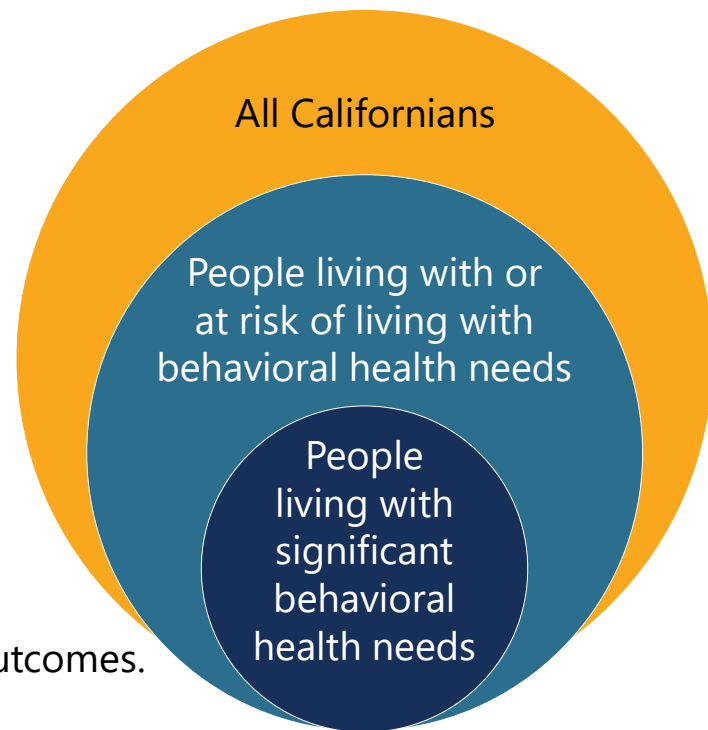 All Californians
People living with or
at risk of living with
behavioral health needs
People
living with
significant
behavioral
health needs
utcomes.